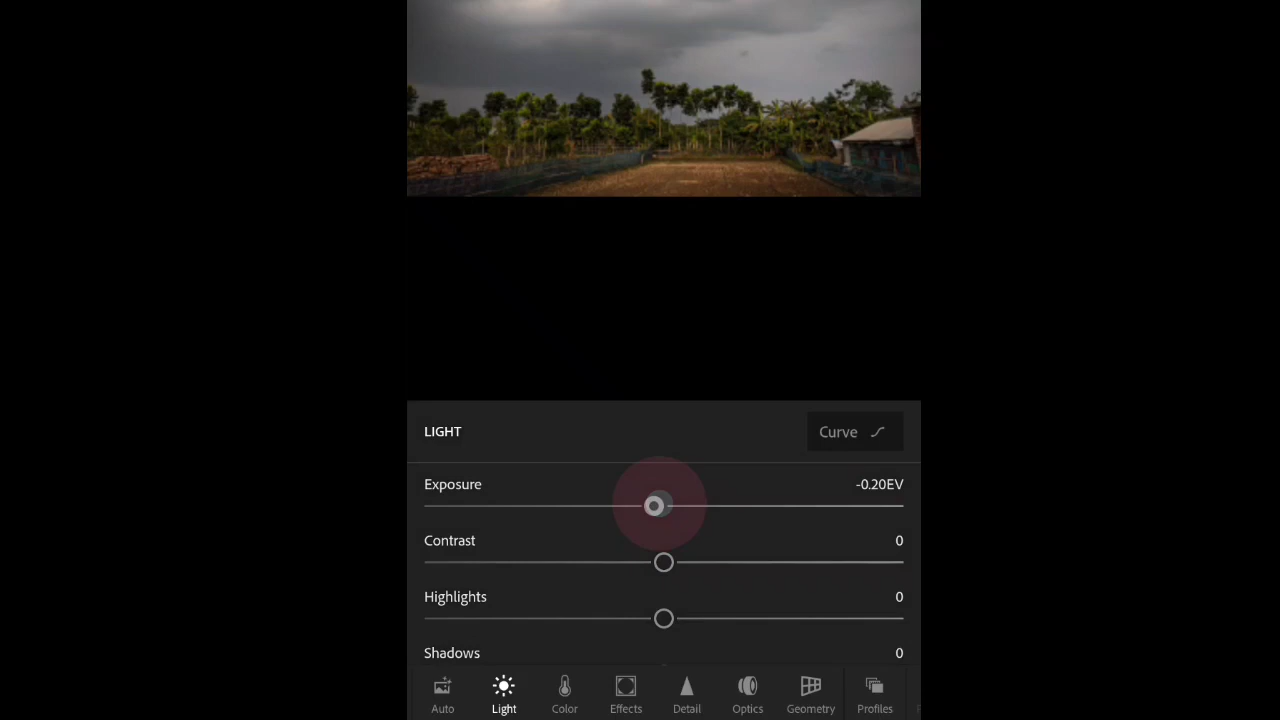 LIGHT
Curve
Exposure -0.20EV
Contrast 0
Highlights 0
Shadows 0
Auto Light Color Effects Detail Optics Geometry Profiles